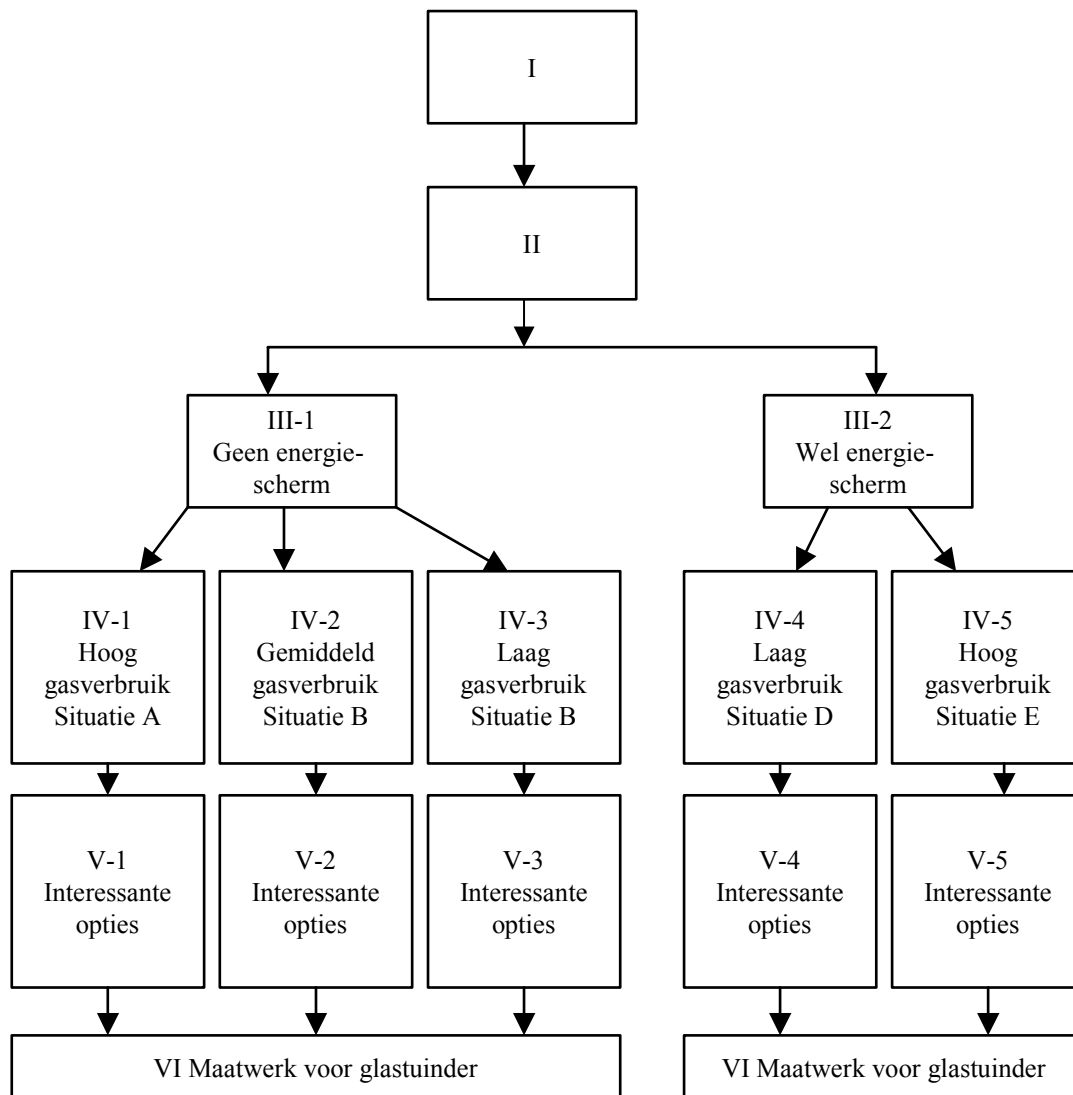 I
II
III-1
Geen energie-
scherm
III-2
Wel energie-
scherm
IV-1
Hoog
gasverbruik
Situatie A
IV-2
Gemiddeld
gasverbruik
Situatie B
IV-3
Laag
gasverbruik
Situatie B
IV-4
Laag
gasverbruik
Situatie D
IV-5
Hoog
gasverbruik
Situatie E
V-1
Interessante
opties
V-2
Interessante
opties
V-3
Interessante
opties
V-4
Interessante
opties
V-5
Interessante
opties
VI Maatwerk voor glastuinder
VI Maatwerk voor glastuinder